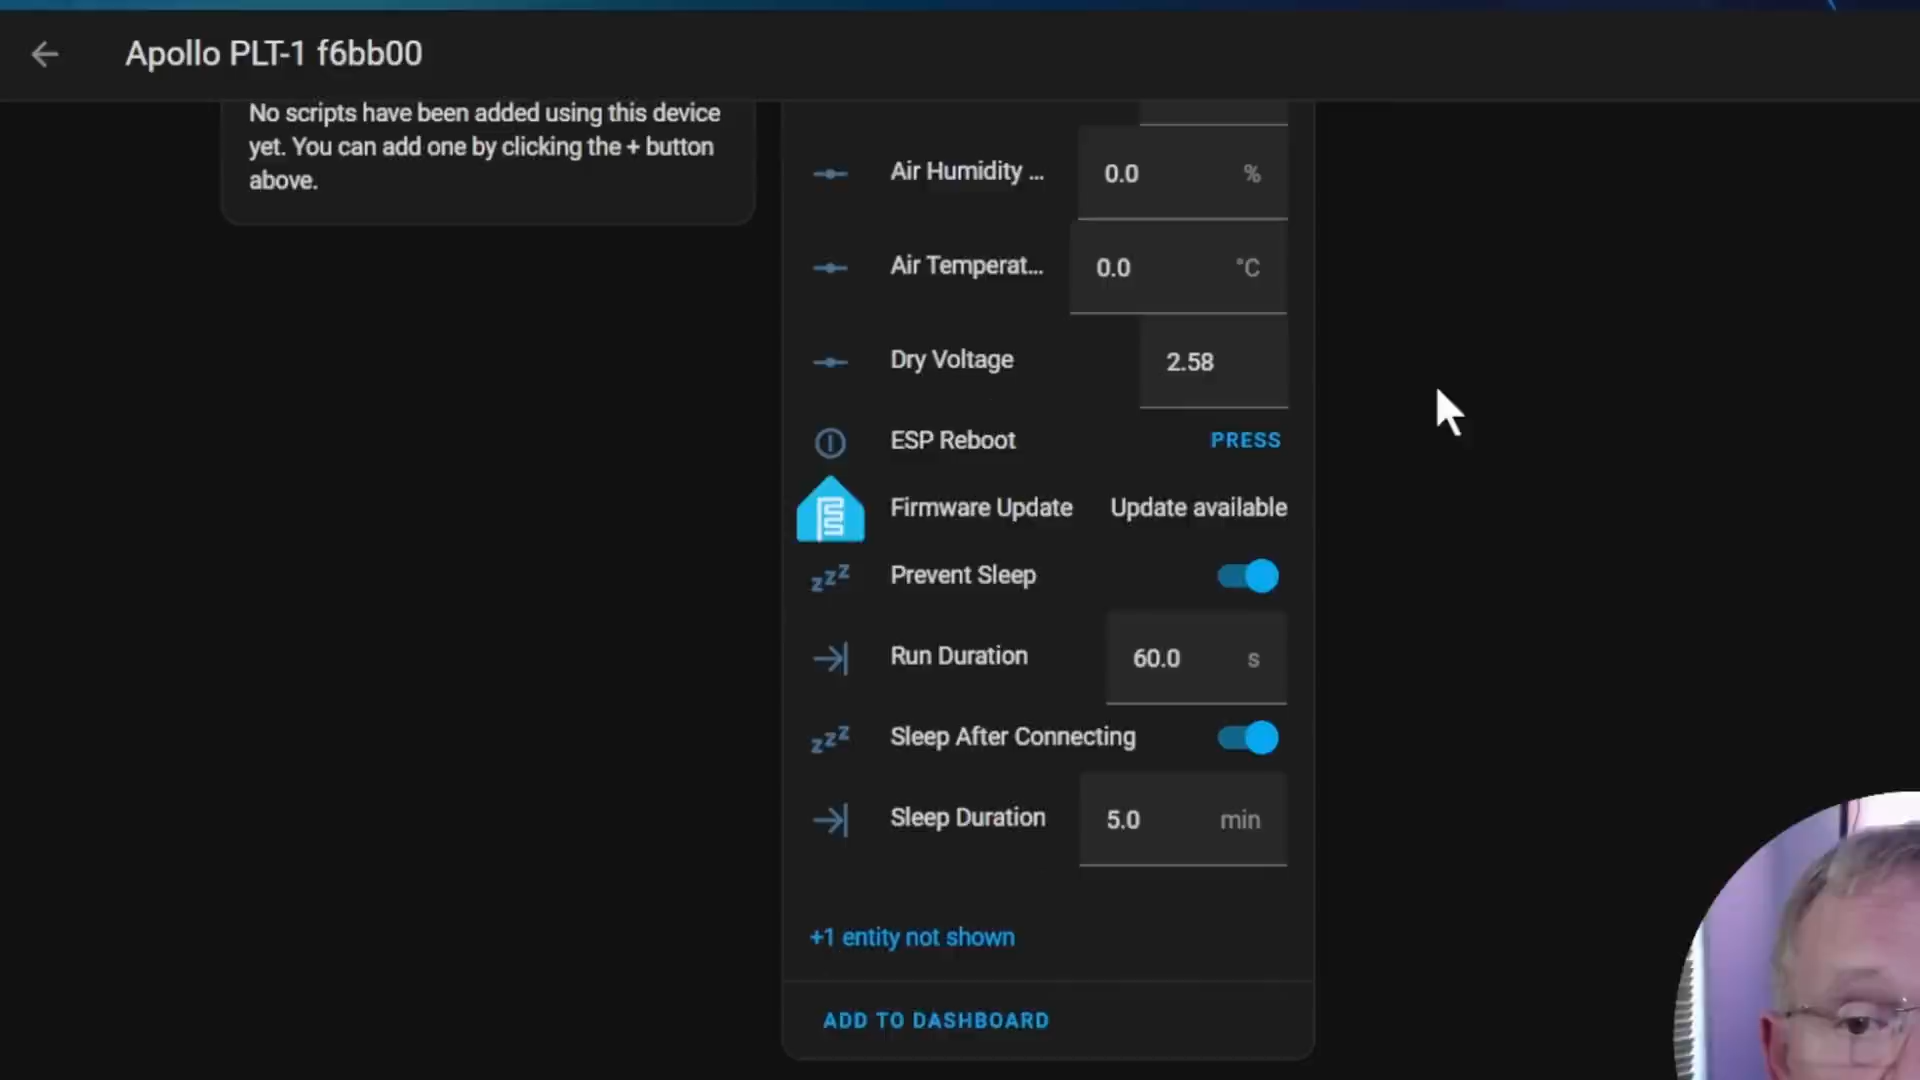 Apollo PLT-1 f6bb00
No scripts have been added using this device
yet. You can add one by clicking the + button
above.
Air Humidity ... 0.0 %
Air Temperat... 0.0 °C
Dry Voltage 2.58
ESP Reboot PRESS
Firmware Update Update available
zzz Prevent Sleep
Run Duration 60.0 s
zzz Sleep After Connecting
Sleep Duration 5.0 min
+1 entity not shown
ADD TO DASHBOARD